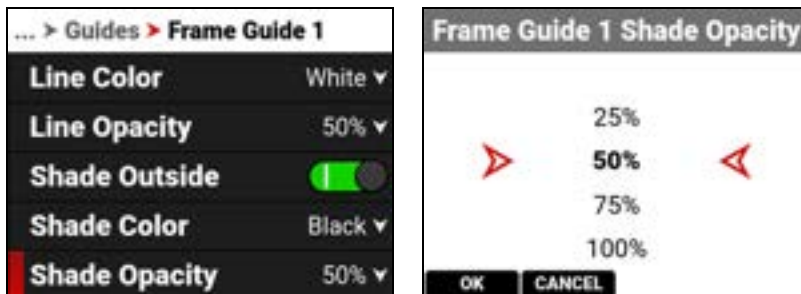 ... > Guides > Frame Guide 1
Line Color White
Line Opacity 50%
Shade Outside
Shade Color Black
Shade Opacity 50%
Frame Guide 1 Shade Opacity
25%
50%
75%
100%
OK CANCEL